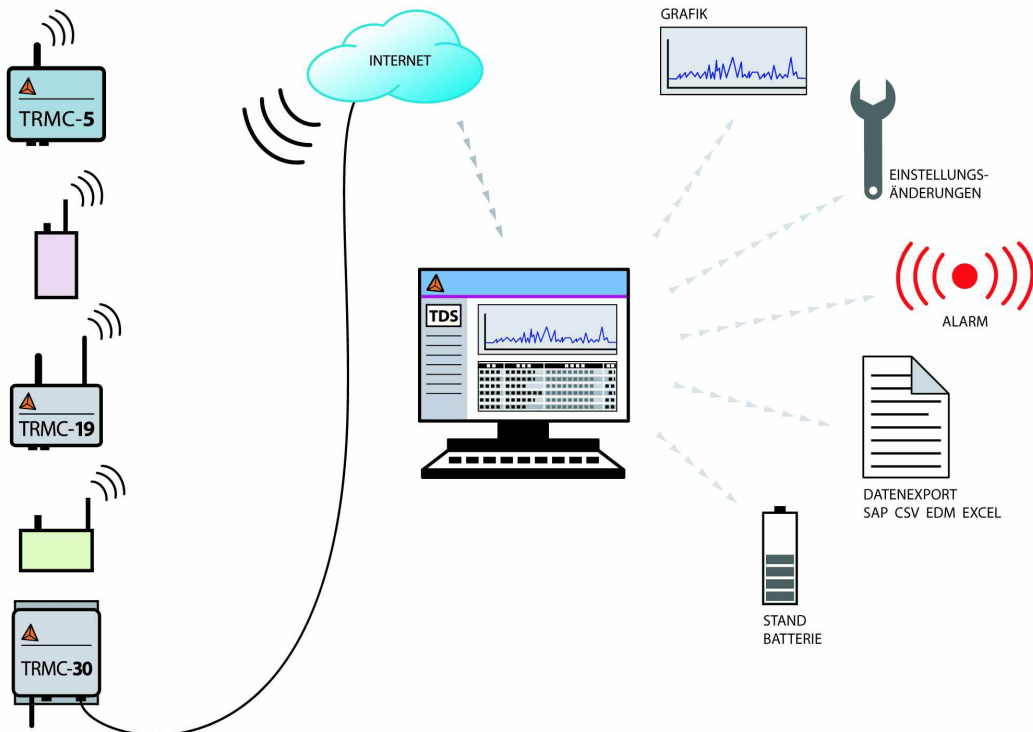 TRMC-5
TRMC-19
TRMC-30
INTERNET
TDS
GRAFIK
EINSTELLUNGS-
ÄNDERUNGEN
ALARM
DATENEXPORT
SAP CSV EDM EXCEL
STAND
BATTERIE